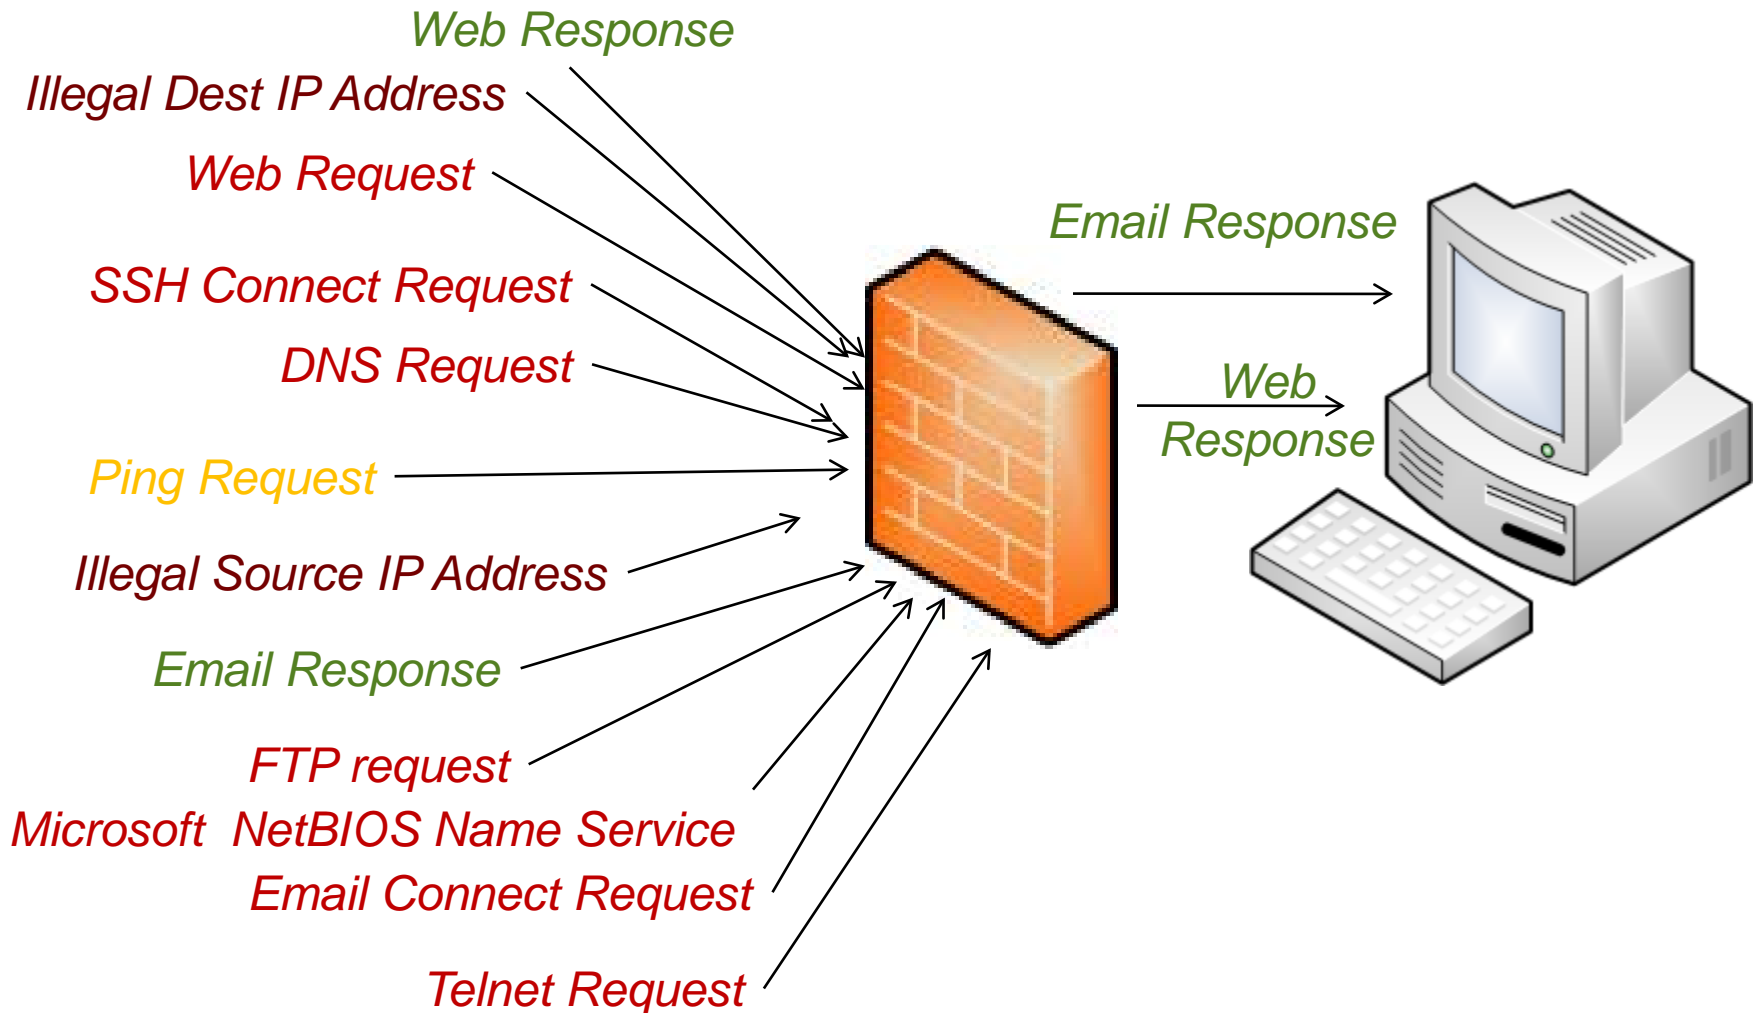 Web Response
Illegal Dest IP Address
Web Request
SSH Connect Request
DNS Request
Ping Request
Illegal Source IP Address
Email Response
FTP request
Microsoft  NetBIOS Name Service
Email Connect Request
Telnet Request
Email Response
Web
Response